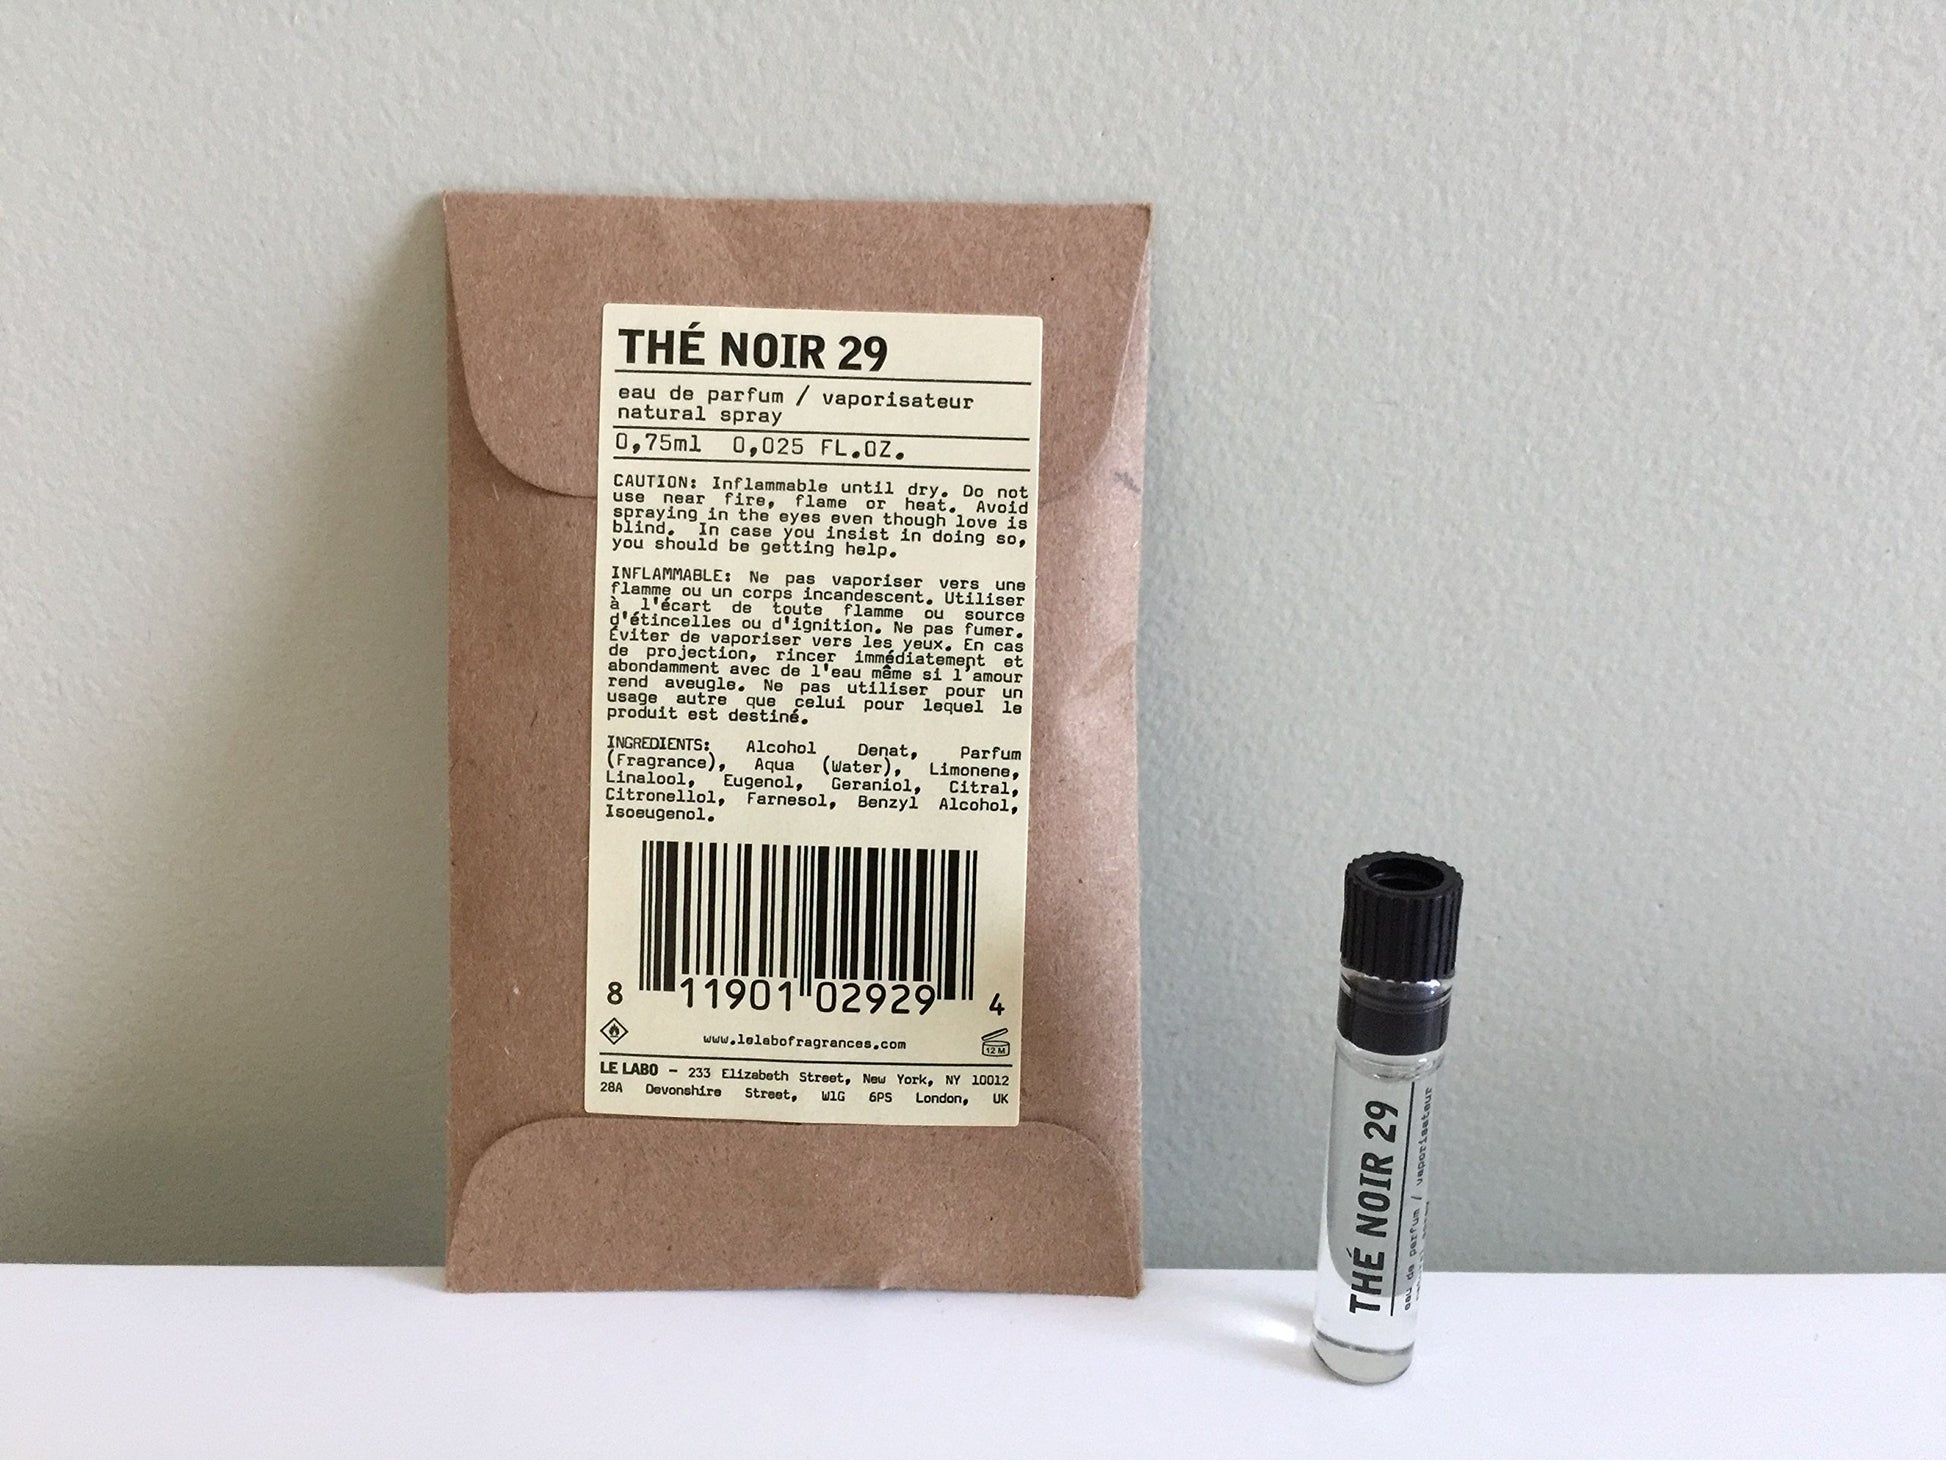 THÉ NOIR 29
eau de parfum / vaporisateur
natural spray
0,75ml 0,025 FL.OZ.
CAUTION: Inflammable until dry. Do not
use near fire, flame or heat. Avoid
spraying in the eyes even though love is
blind. In case you insist in doing so,
you should be getting help.
INFLAMMABLE: Ne pas vaporiser vers une
flamme ou un corps incandescent. Utiliser
à l'écart de toute flamme ou source
d'étincelles ou d'ignition. Ne pas fumer.
Éviter de vaporiser vers les yeux. En cas
de projection, rincer immédiatement et
abondamment avec de l'eau même si l'amour
rend aveugle. Ne pas utiliser pour un
usage autre que celui pour lequel le
produit est destiné.
INGREDIENTS: Alcohol Denat, Parfum
(Fragrance), Aqua (Water), Limonene,
Linalool, Eugenol, Geraniol, Citral,
Citronellol, Farnesol, Benzyl Alcohol,
Isoeugenol.
8 11901 02929 4
www.lelabofragrances.com
12 M
LE LABO - 233 Elizabeth Street, New York, NY 10012
28A Devonshire Street, W1G 6PS London, UK
THÉ NOIR 29
eau de parfum / vaporisateur